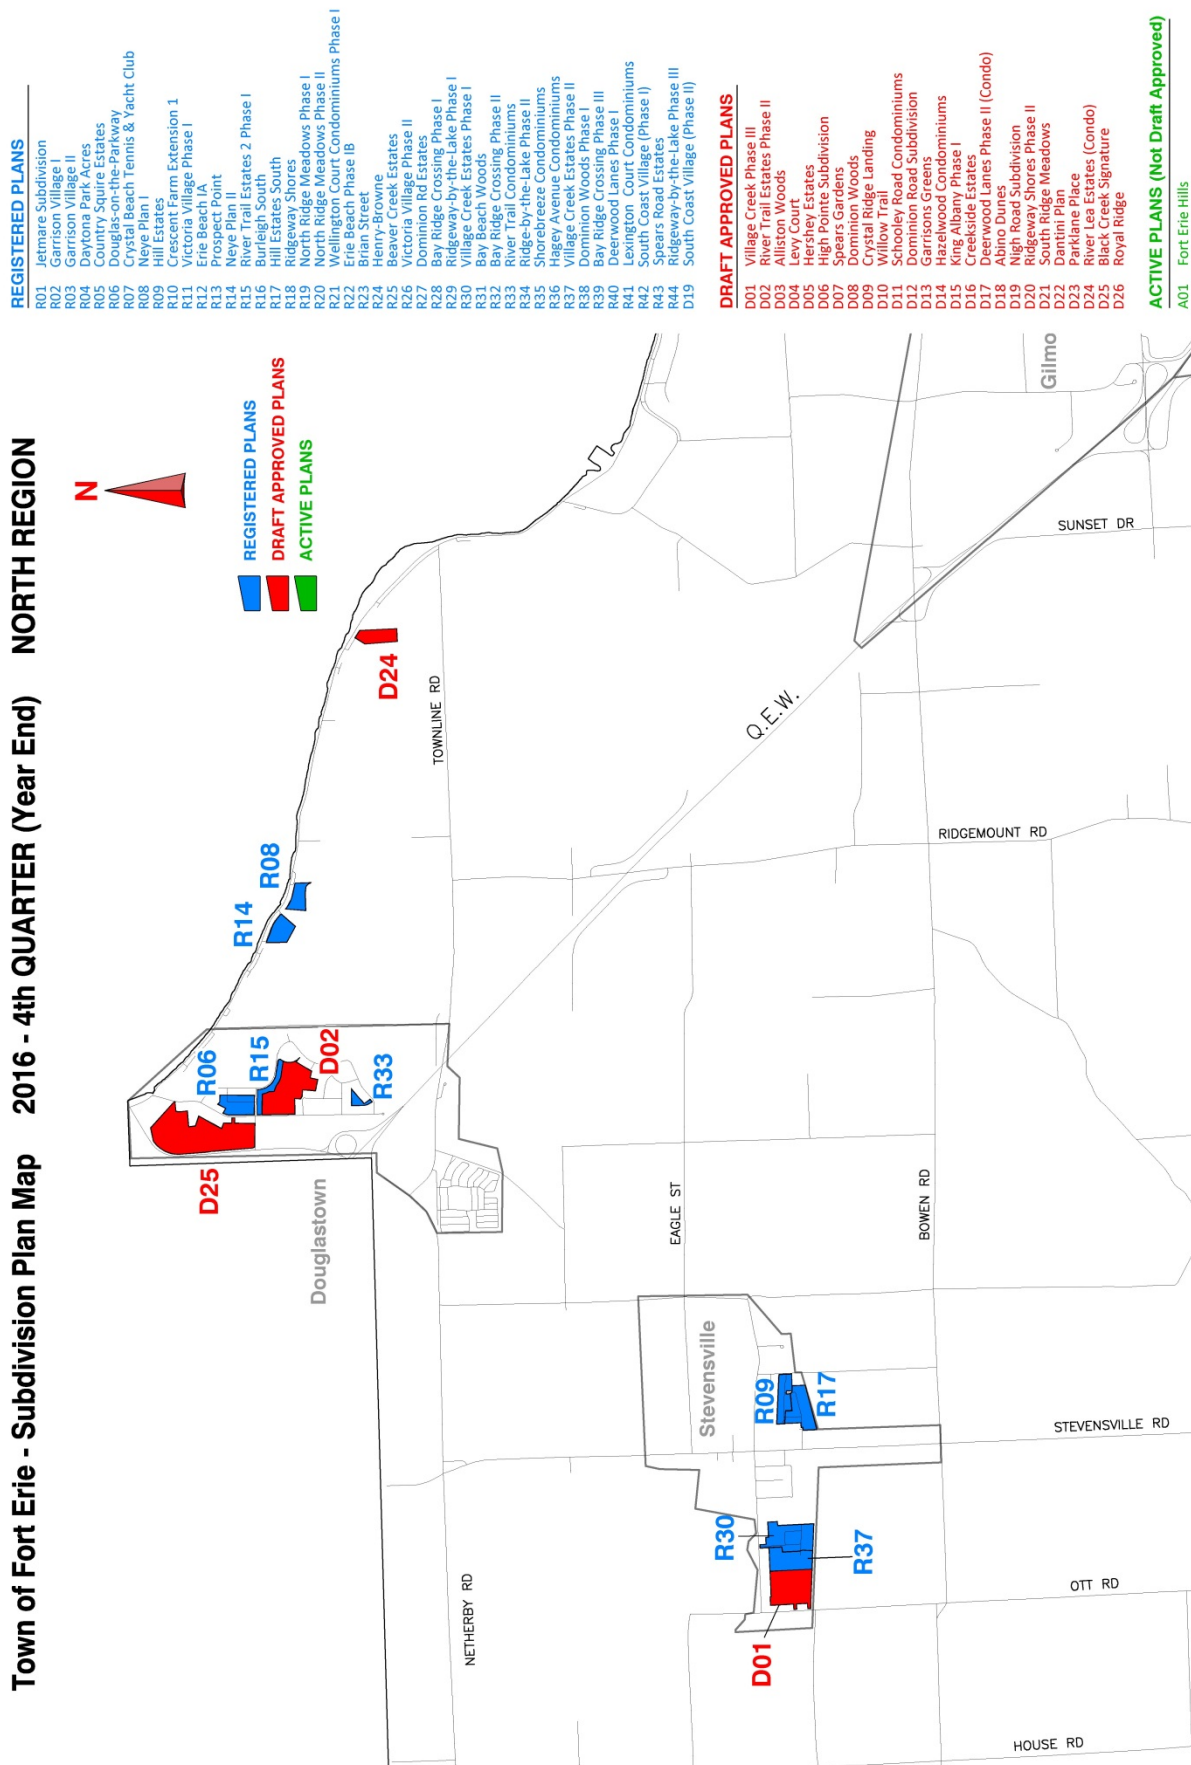 Town of Fort Erie - Subdivision Plan Map 2016 - 4th QUARTER (Year End) NORTH REGION
N
REGISTERED PLANS
DRAFT APPROVED PLANS
ACTIVE PLANS
D25
R06
R15
D02
R33
R14
R08
D24
Douglastown
TOWNLINE RD
NETHERBY RD
Q.E.W.
EAGLE ST
Stevensville
R30
R37
D01
R09
R17
BOWEN RD
HOUSE RD
OTT RD
STEVENSVILLE RD
RIDGEMOUNT RD
SUNSET DR
Gilmo
REGISTERED PLANS
R01 Jetmare Subdivision
R02 Garrison Village I
R03 Garrison Village II
R04 Daytona Park Acres
R05 Country Squire Estates
R06 Douglas-on-the-Parkway
R07 Crystal Beach Tennis & Yacht Club
R08 Neye Plan I
R09 Hill Estates
R10 Crescent Farm Extension 1
R11 Victoria Village Phase I
R12 Erie Beach IA
R13 Prospect Point
R14 Neye Plan II
R15 River Trail Estates 2 Phase I
R16 Burleigh South
R17 Hill Estates South
R18 Ridgeway Shores
R19 North Ridge Meadows Phase I
R20 North Ridge Meadows Phase II
R21 Wellington Court Condominiums Phase I
R22 Erie Beach Phase IB
R23 Brian Street
R24 Henry-Browne
R25 Beaver Creek Estates
R26 Victoria Village Phase II
R27 Dominion Rd Estates
R28 Bay Ridge Crossing Phase I
R29 Ridgeway-by-the-Lake Phase I
R30 Village Creek Estates Phase I
R31 Bay Beach Woods
R32 Bay Ridge Crossing Phase II
R33 River Trail Condominiums
R34 Ridge-by-the-Lake Phase II
R35 Shorebreeze Condominiums
R36 Hagey Avenue Condominiums
R37 Village Creek Estates Phase II
R38 Dominion Woods Phase I
R39 Bay Ridge Crossing Phase III
R40 Deerwood Lanes Phase I
R41 Lexington Court Condominiums
R42 South Coast Village (Phase I)
R43 Spears Road Estates
R44 Ridgeway-by-the-Lake Phase III
D19 South Coast Village (Phase II)
DRAFT APPROVED PLANS
D01 Village Creek Phase III
D02 River Trail Estates Phase II
D03 Alliston Woods
D04 Levy Court
D05 Hershey Estates
D06 High Pointe Subdivision
D07 Spears Gardens
D08 Dominion Woods
D09 Crystal Ridge Landing
D10 Willow Trail
D11 Schooley Road Condominiums
D12 Dominion Road Subdivision
D13 Garrisons Greens
D14 Hazelwood Condominiums
D15 King Albany Phase I
D16 Creekside Estates
D17 Deerwood Lanes Phase II (Condo)
D18 Abino Dunes
D19 Nigh Road Subdivision
D20 Ridgeway Shores Phase II
D21 South Ridge Meadows
D22 Dantini Plan
D23 Parklane Place
D24 River Lea Estates (Condo)
D25 Black Creek Signature
D26 Royal Ridge
ACTIVE PLANS (Not Draft Approved)
A01 Fort Erie Hills